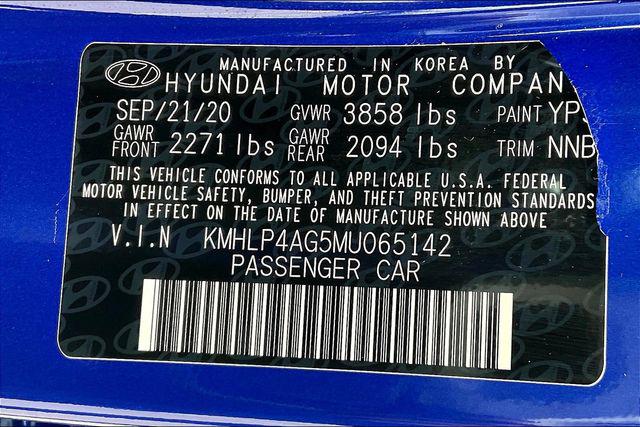 MANUFACTURED IN KOREA BY
HYUNDAI MOTOR COMPAN
SEP/21/20 GVWR 3858 lbs PAINT YP
GAWR FRONT 2271 lbs GAWR REAR 2094 lbs TRIM NNB
THIS VEHICLE CONFORMS TO ALL APPLICABLE U.S.A. FEDERAL
MOTOR VEHICLE SAFETY, BUMPER, AND THEFT PREVENTION STANDARDS
IN EFFECT ON THE DATE OF MANUFACTURE SHOWN ABOVE
V.I.N KMHLP4AG5MU065142
PASSENGER CAR